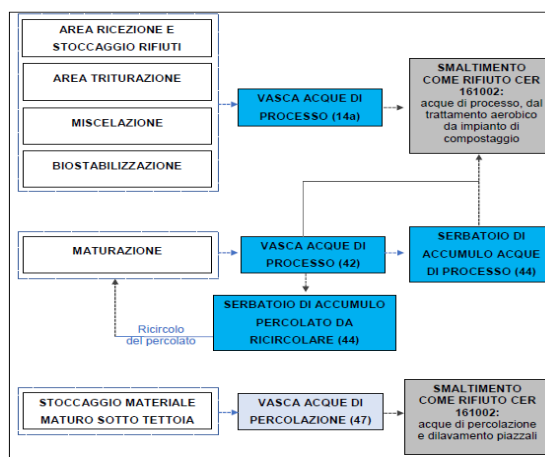 AREA RICEZIONE E
STOCCAGGIO RIFIUTI
AREA TRITURAZIONE
MISCELAZIONE
BIOSTABILIZZAZIONE
VASCA ACQUE DI
PROCESSO (14a)
SMALTIMENTO
COME RIFIUTO CER
161002:
acque di processo, dal
trattamento aerobico
da impianto di
compostaggio
MATURAZIONE
VASCA ACQUE DI
PROCESSO (42)
SERBATOIO DI
ACCUMULO ACQUE
DI PROCESSO (44)
SERBATOIO DI ACCUMULO
PERCOLATO DA
RICIRCOLARE (44)
Ricircolo
del percolato
STOCCAGGIO MATERIALE
MATURO SOTTO TETTOIA
VASCA ACQUE DI
PERCOLAZIONE (47)
SMALTIMENTO
COME RIFIUTO CER
161002:
acque di percolazione
e dilavamento piazzali